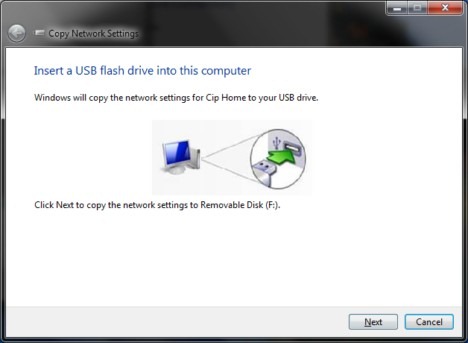 Copy Network Settings
Insert a USB flash drive into this computer
Windows will copy the network settings for Cip Home to your USB drive.
Click Next to copy the network settings to Removable Disk (F:).
Next
Cancel